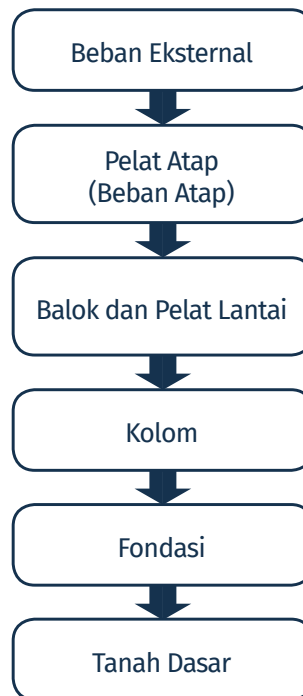 Beban Eksternal
Pelat Atap
(Beban Atap)
Balok dan Pelat Lantai
Kolom
Fondasi
Tanah Dasar